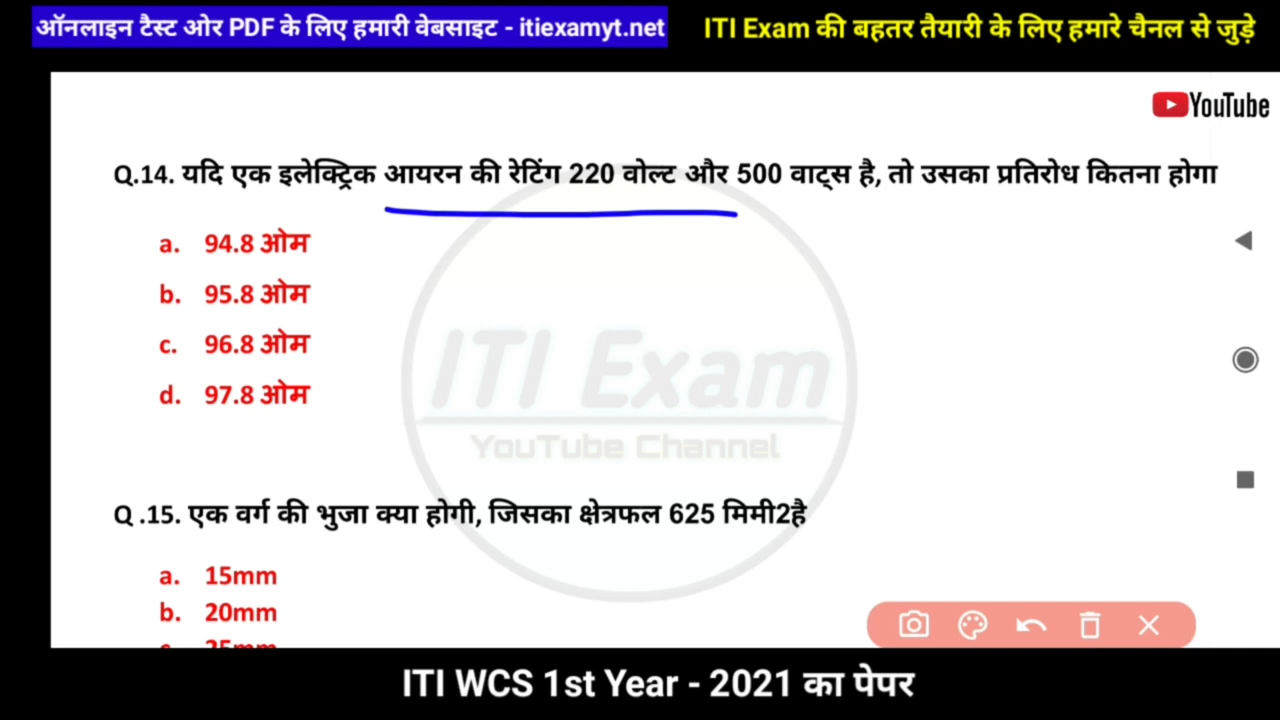 ऑनलाइन टैस्ट ओर PDF के लिए हमारी वेबसाइट - itiexamyt.net
ITI Exam की बहतर तैयारी के लिए हमारे चैनल से जुड़े
YouTube
Q.14. यदि एक इलेक्ट्रिक आयरन की रेटिंग 220 वोल्ट और 500 वाट्स है, तो उसका प्रतिरोध कितना होगा
a. 94.8 ओम
b. 95.8 ओम
c. 96.8 ओम
d. 97.8 ओम
ITI Exam
YouTube Channel
Q .15. एक वर्ग की भुजा क्या होगी, जिसका क्षेत्रफल 625 मिमी2है
a. 15mm
b. 20mm
c. 25mm
ITI WCS 1st Year - 2021 का पेपर